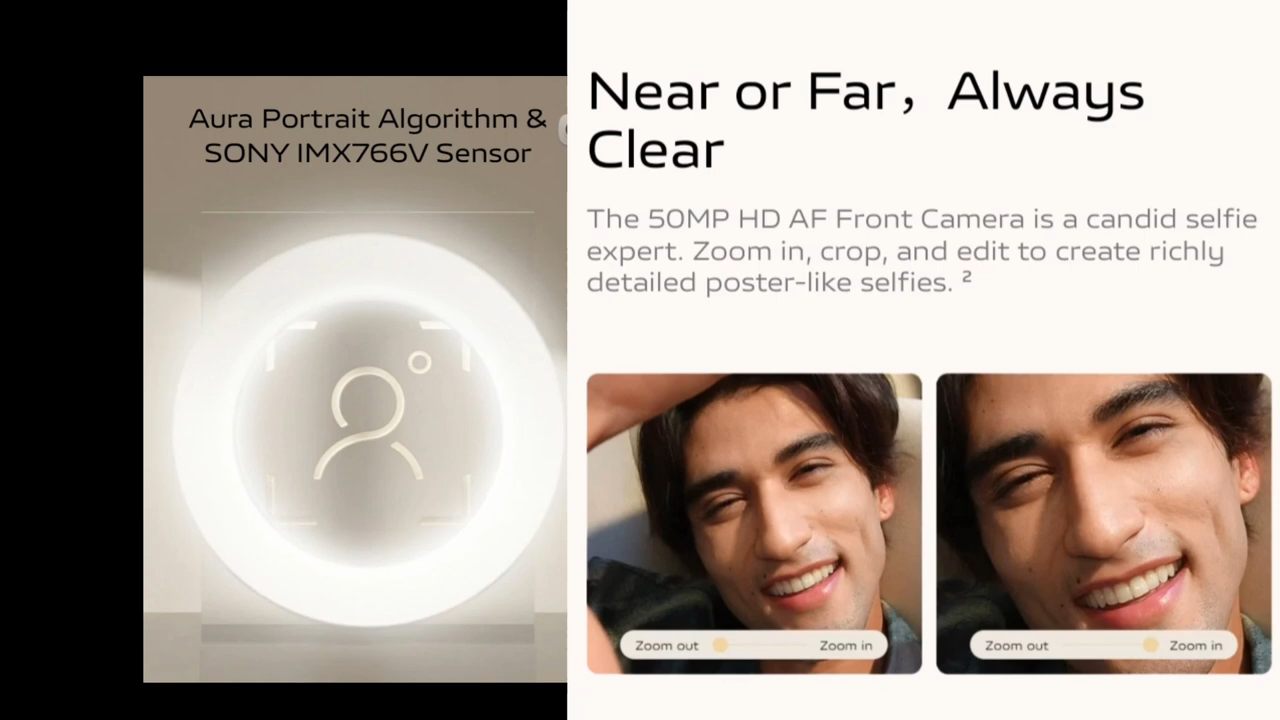 Aura Portrait Algorithm &
SONY IMX766V Sensor
Near or Far, Always
Clear
The 50MP HD AF Front Camera is a candid selfie
expert. Zoom in, crop, and edit to create richly
detailed poster-like selfies. ²
Zoom out Zoom in
Zoom out Zoom in